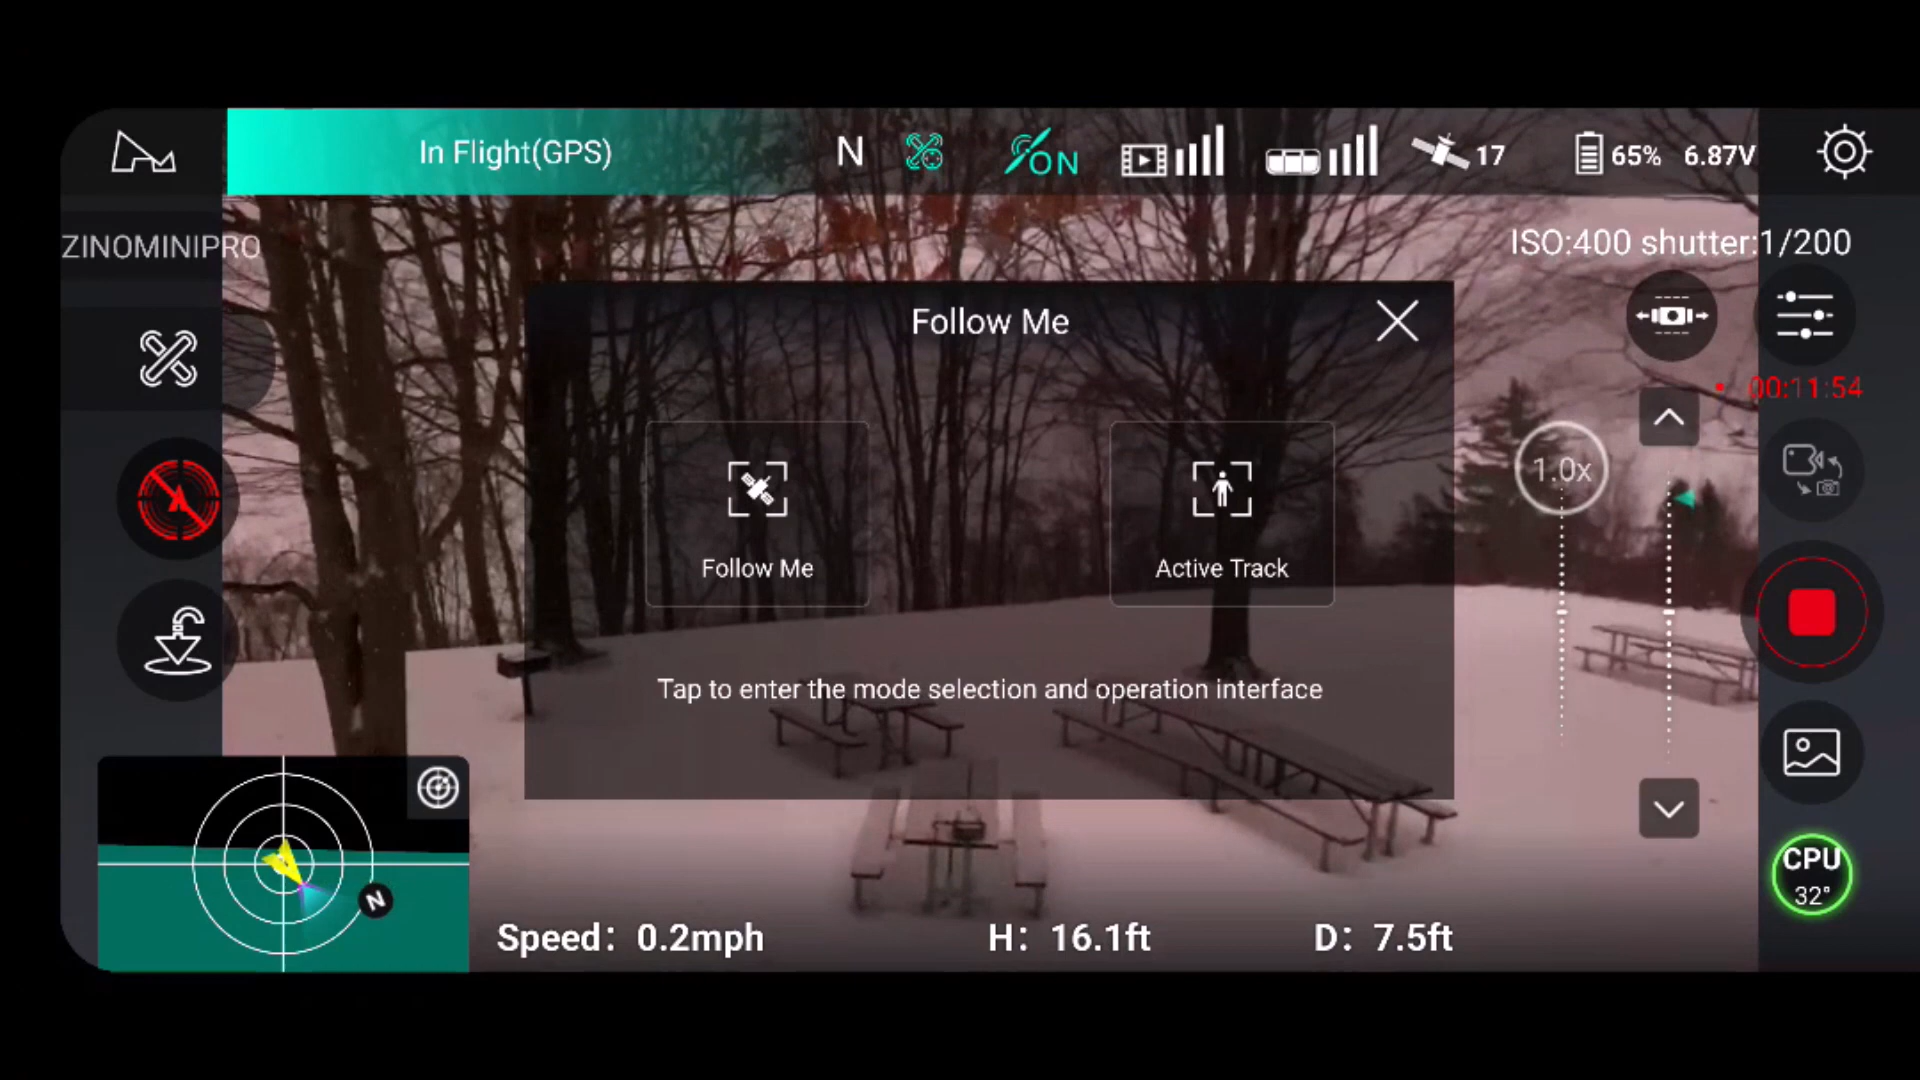 In Flight(GPS)
N
ON
17
65%
6.87V
ZINOMINIPRO
ISO:400 shutter:1/200
Follow Me
00:11:54
1.0x
Follow Me
Active Track
Tap to enter the mode selection and operation interface
CPU
32°
N
Speed: 0.2mph
H: 16.1ft
D: 7.5ft